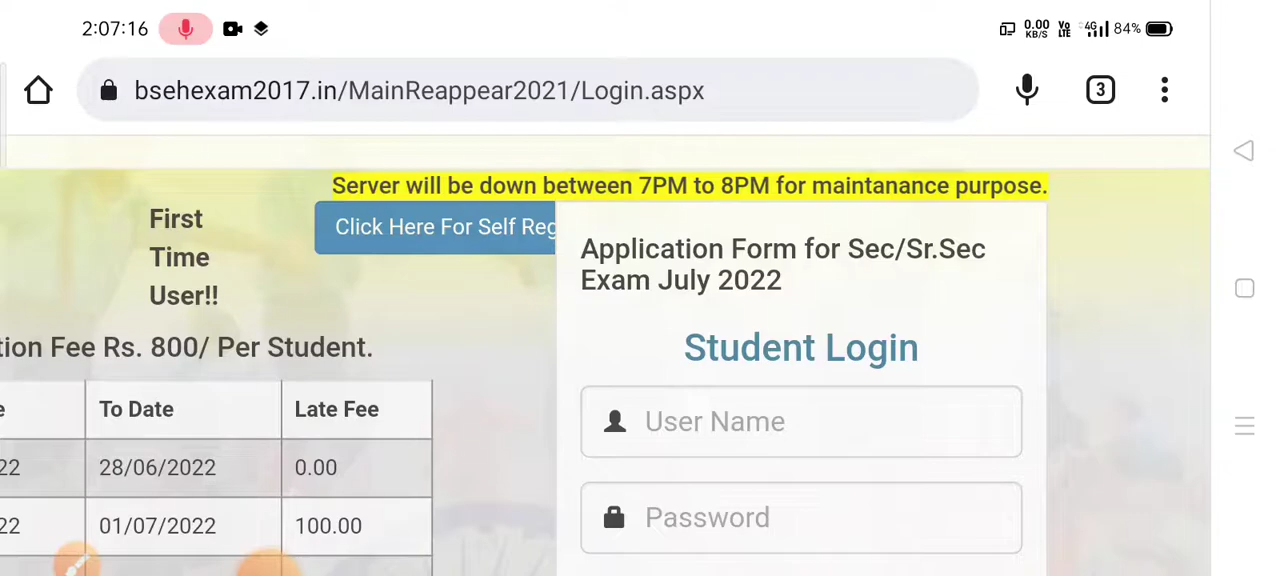 2:07:16
0.00 KB/S Vo LTE 4G 84%
bsehexam2017.in/MainReappear2021/Login.aspx
3
Server will be down between 7PM to 8PM for maintanance purpose.
First
Time
User!!
Click Here For Self Reg
Application Form for Sec/Sr.Sec
Exam July 2022
tion Fee Rs. 800/ Per Student.
Student Login
e To Date Late Fee
User Name
22 28/06/2022 0.00
22 01/07/2022 100.00
Password